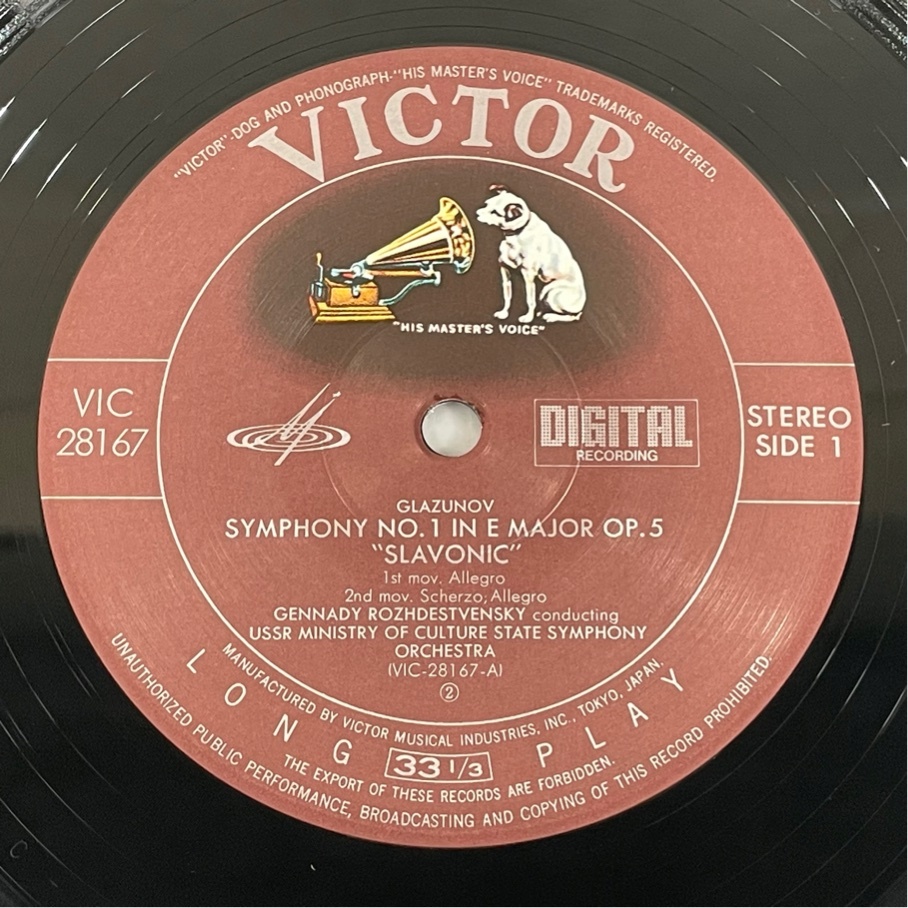 "VICTOR"-DOG AND PHONOGRAPH-"HIS MASTER'S VOICE" TRADEMARKS REGISTERED.
VICTOR
"HIS MASTER'S VOICE"
VIC
28167
DIGITAL
RECORDING
STEREO
SIDE 1
GLAZUNOV
SYMPHONY NO.1 IN E MAJOR OP.5
"SLAVONIC"
1st mov. Allegro
2nd mov. Scherzo; Allegro
GENNADY ROZHDESTVENSKY conducting
USSR MINISTRY OF CULTURE STATE SYMPHONY
ORCHESTRA
(VIC-28167-A)
②
MANUFACTURED BY VICTOR MUSICAL INDUSTRIES, INC., TOKYO, JAPAN.
LONG 33 1/3 PLAY
THE EXPORT OF THESE RECORDS ARE FORBIDDEN.
UNAUTHORIZED PUBLIC PERFORMANCE, BROADCASTING AND COPYING OF THIS RECORD PROHIBITED.